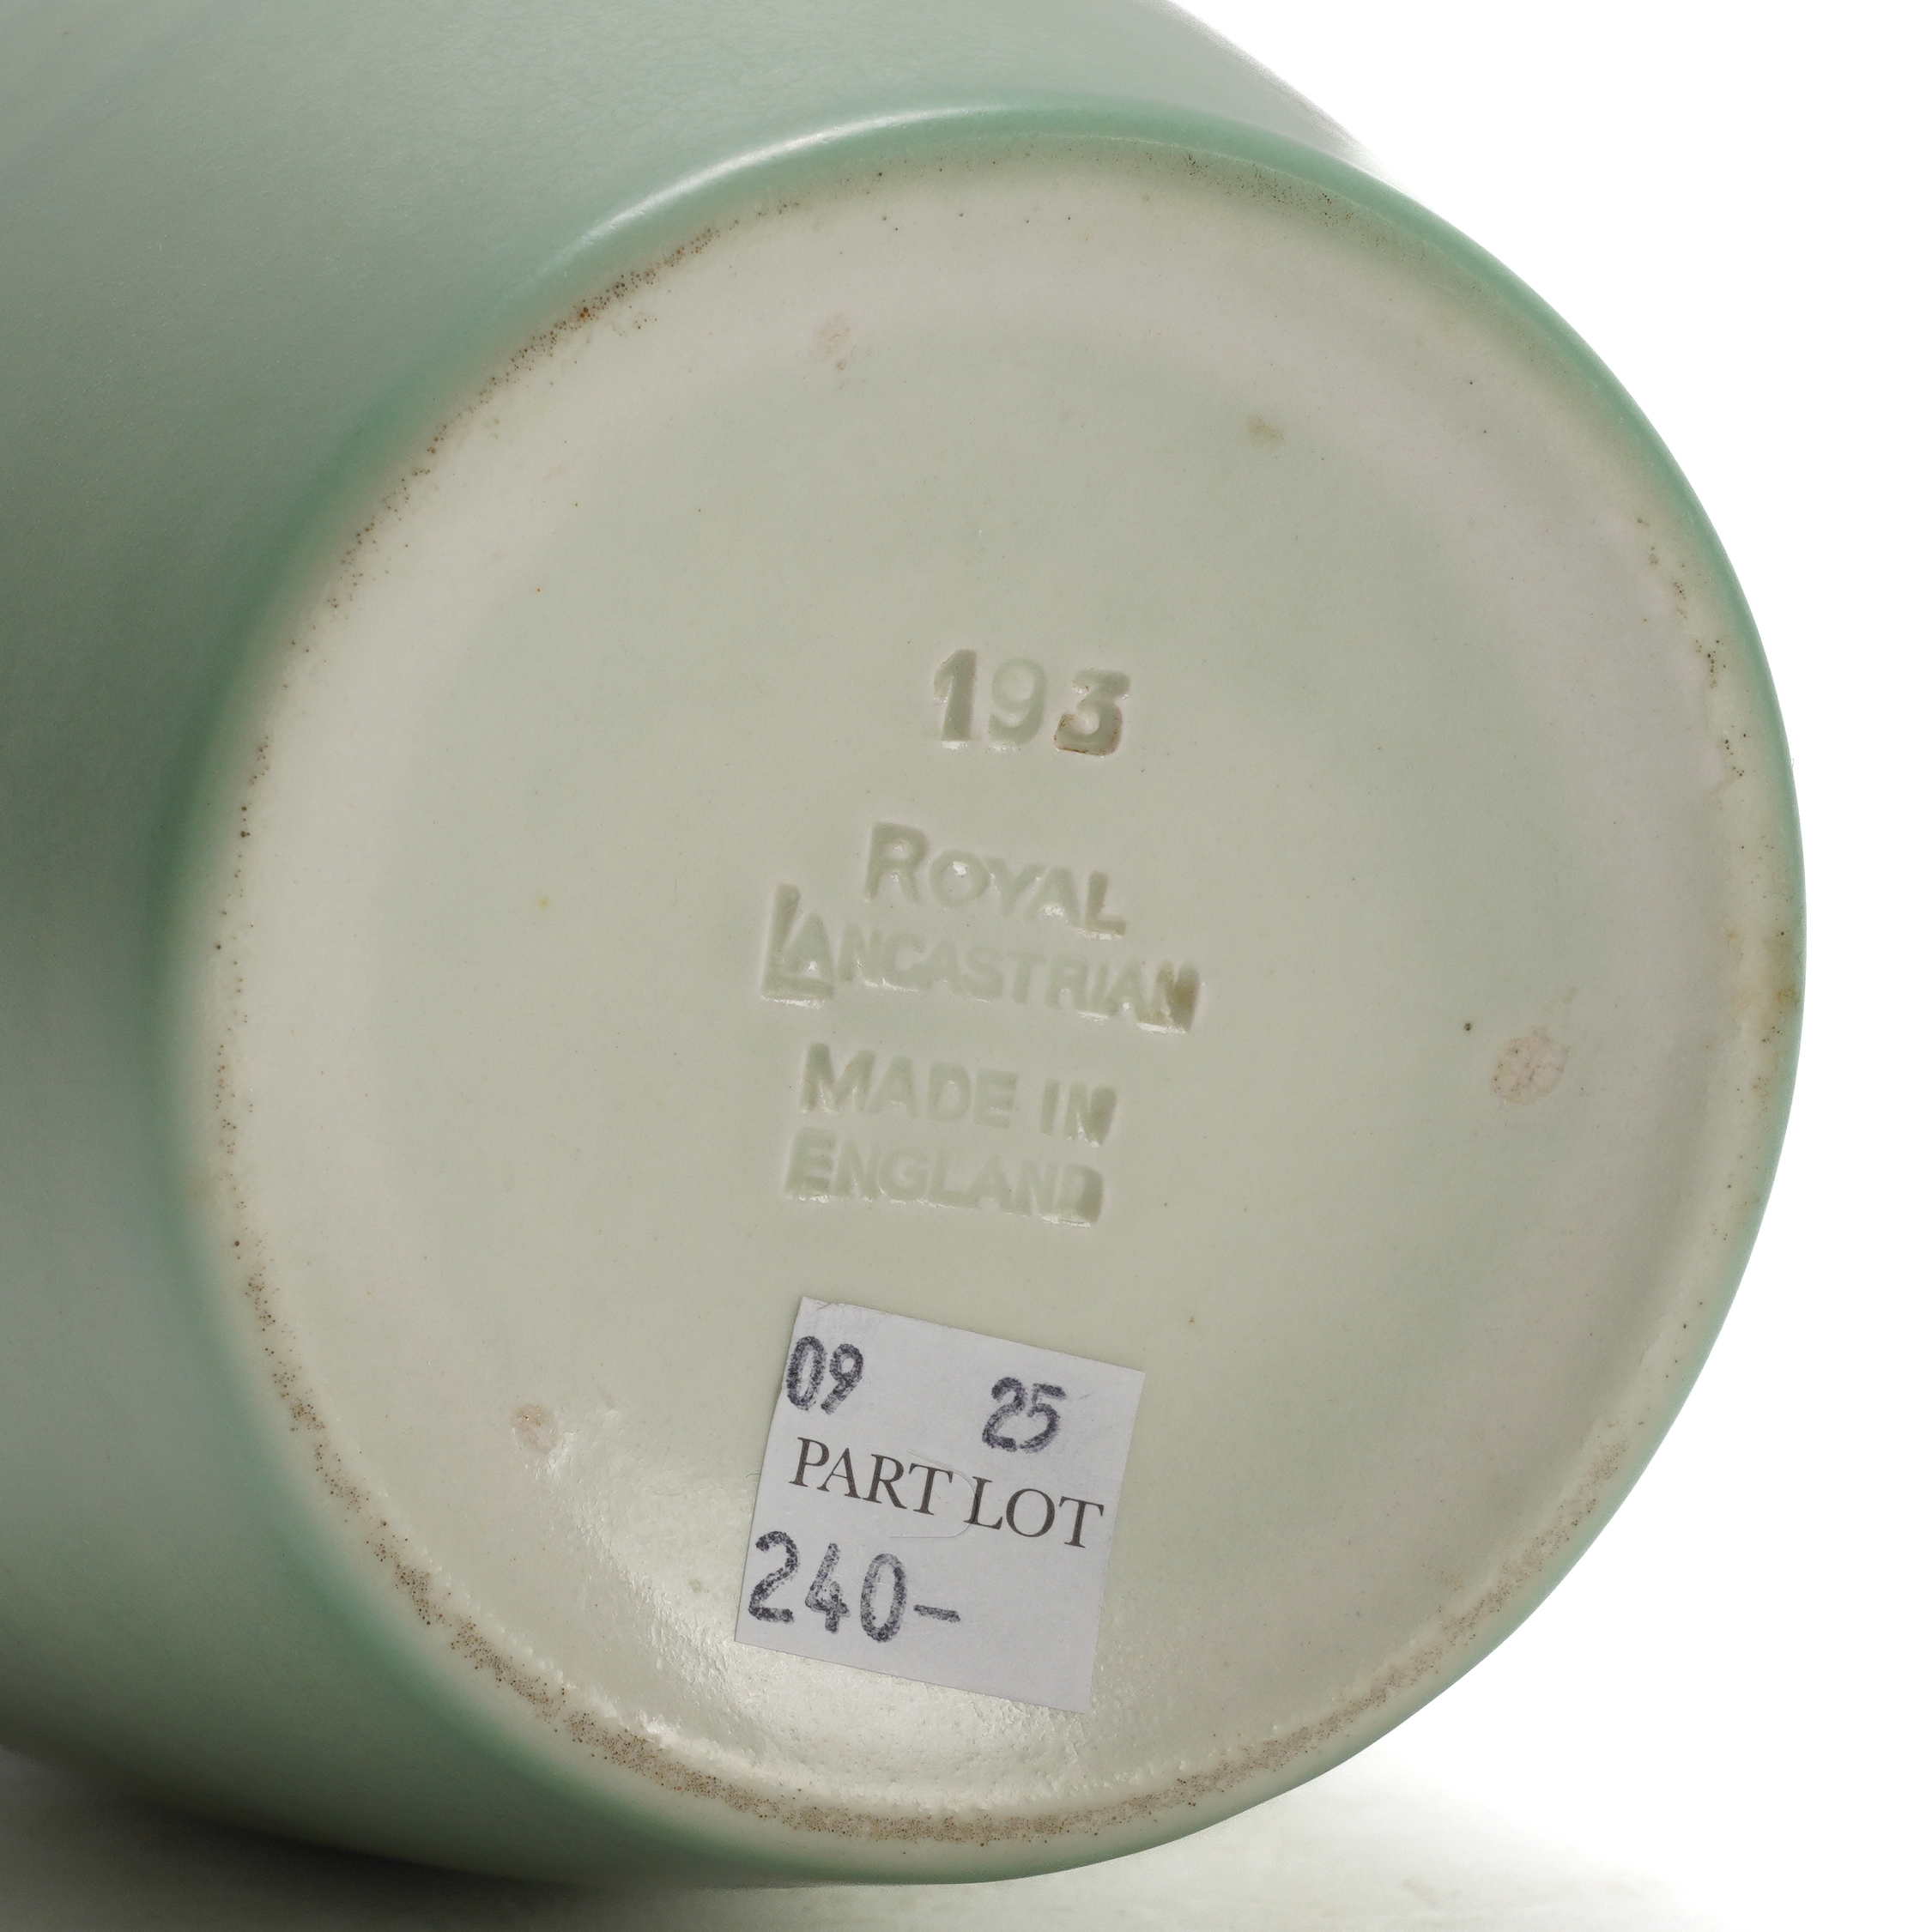 193
ROYAL
LANCASTRIAN
MADE IN
ENGLAND
09 25
PART LOT
240-